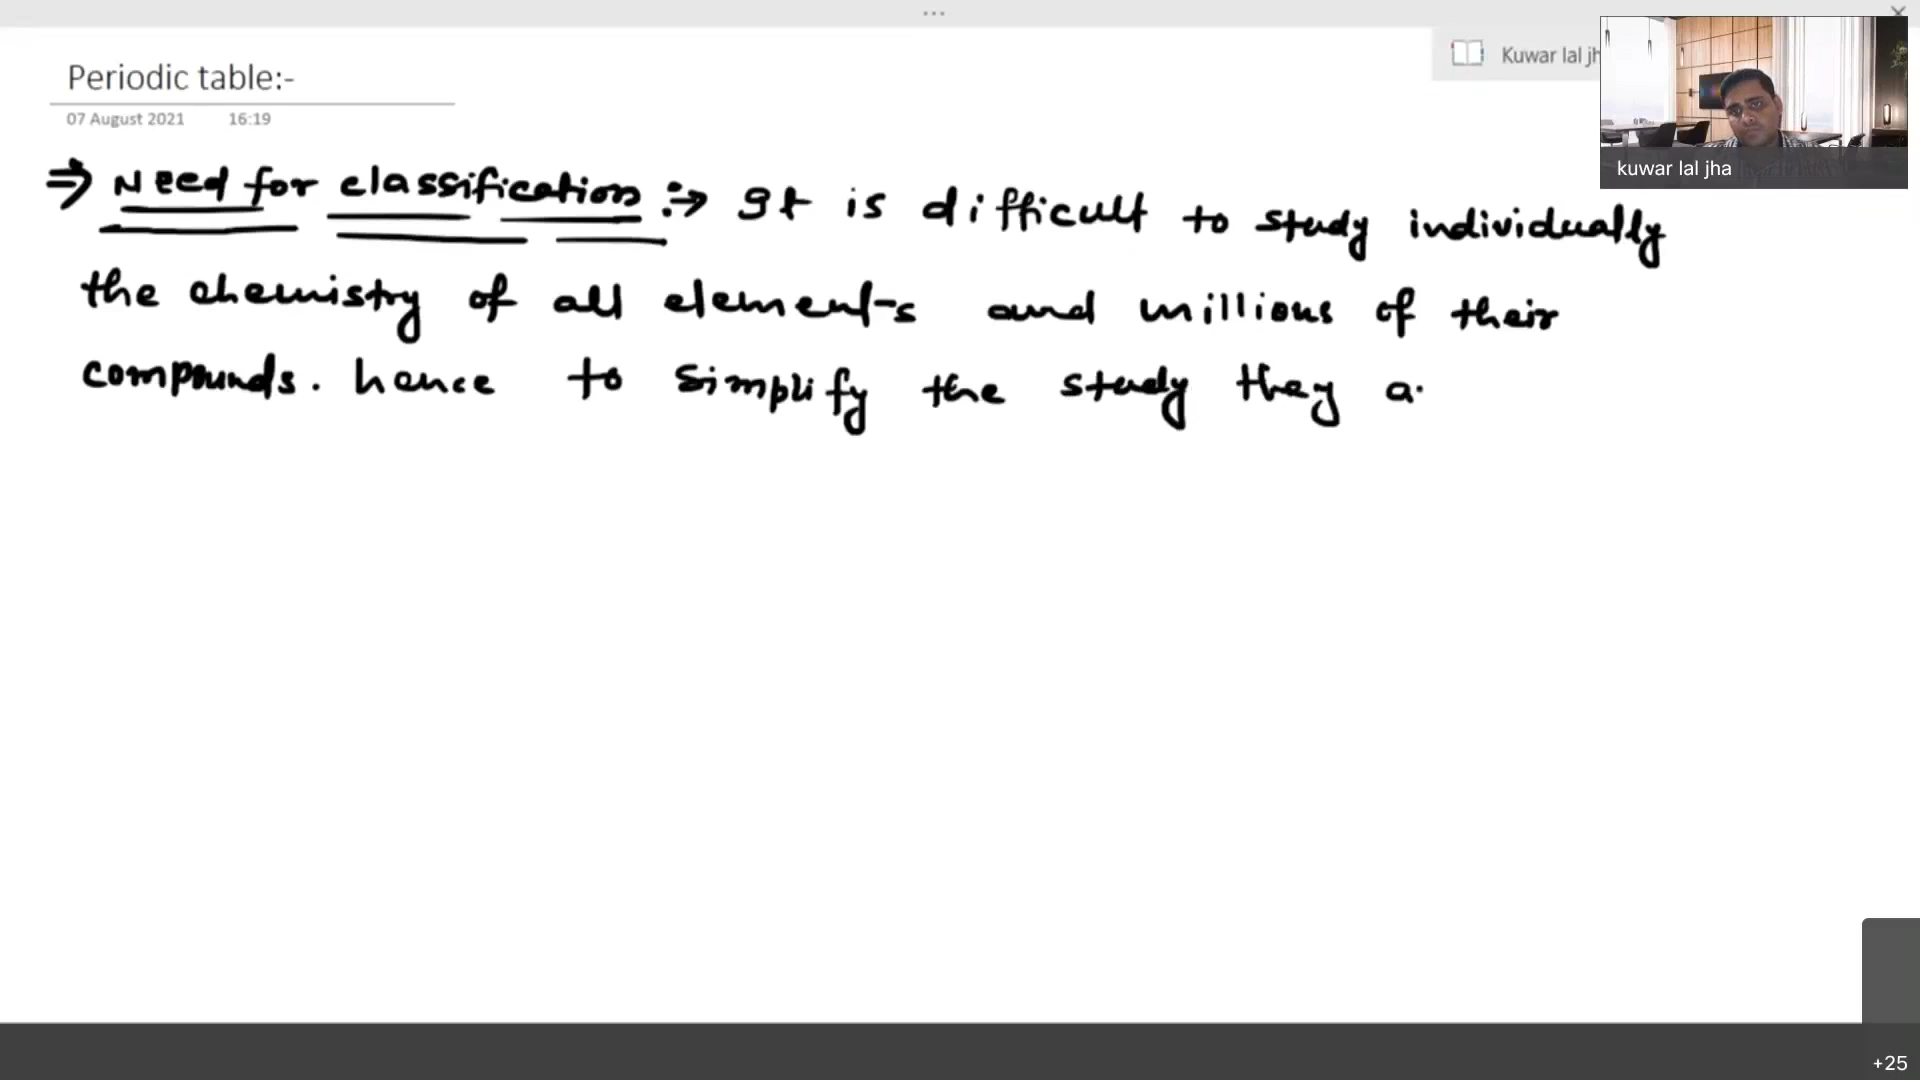 Periodic table:-
07 August 2021 16:19
Kuwar lal jh
kuwar lal jha
⇒ Need for classification :→ It is difficult to study individually
the chemistry of all elements and millions of their
compounds. hence to simplify the study they a
+25